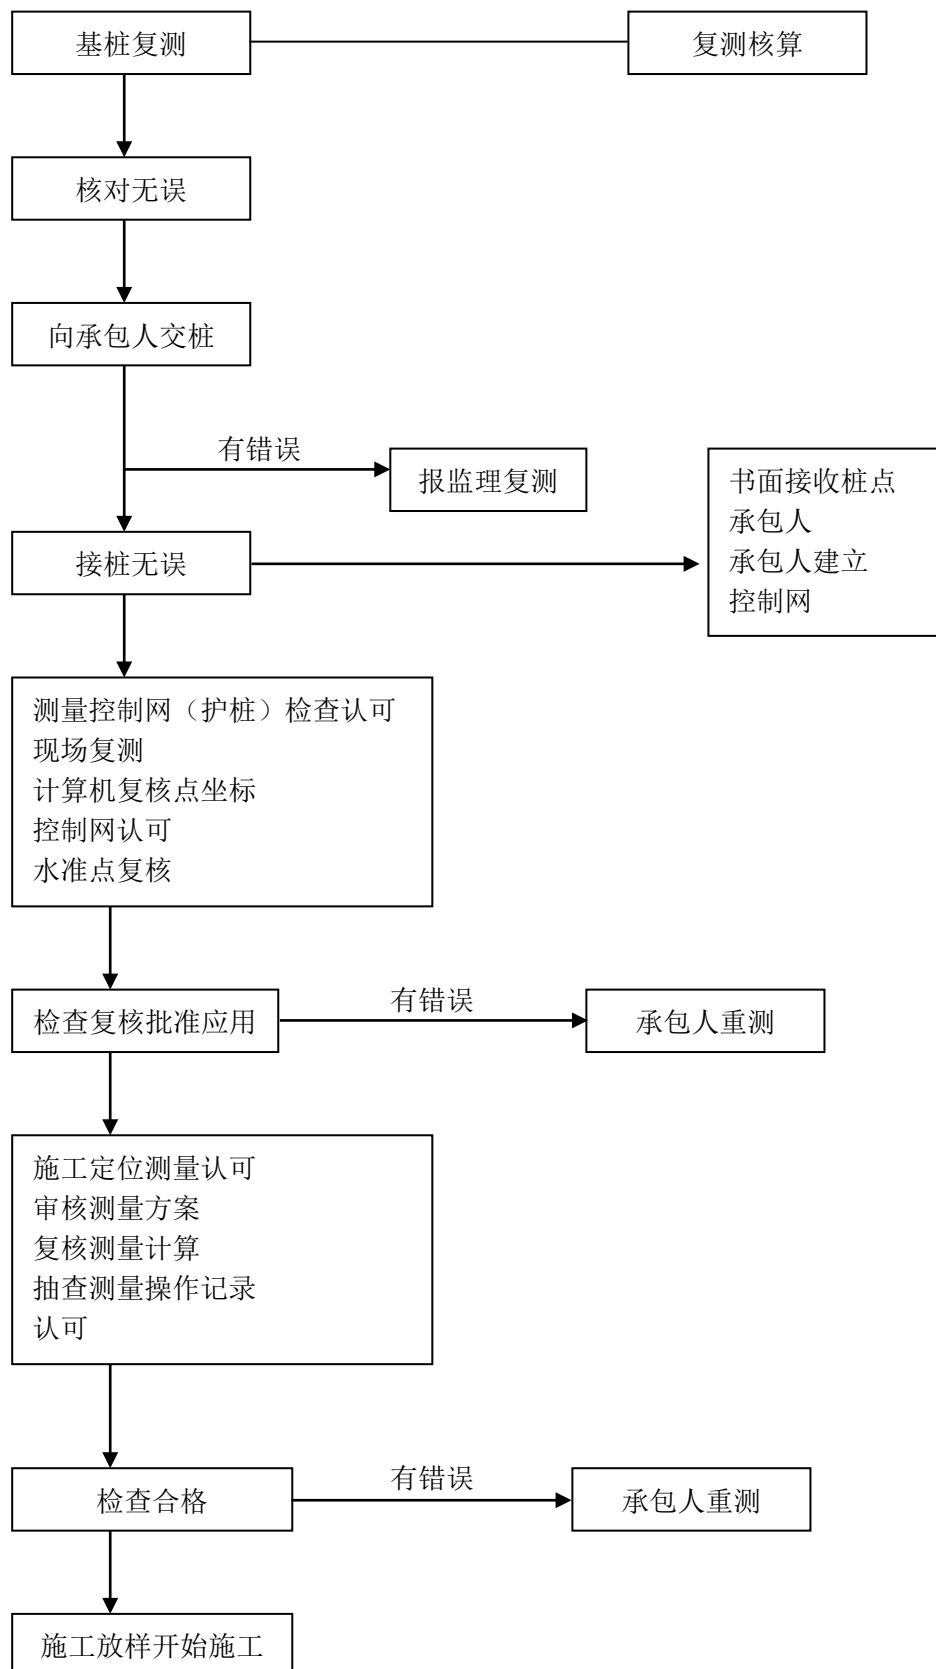 基桩复测
复测核算
核对无误
向承包人交桩
有错误
报监理复测
书面接收桩点
承包人
承包人建立
控制网
接桩无误
测量控制网（护桩）检查认可
现场复测
计算机复核点坐标
控制网认可
水准点复核
检查复核批准应用
有错误
承包人重测
施工定位测量认可
审核测量方案
复核测量计算
抽查测量操作记录
认可
检查合格
有错误
承包人重测
施工放样开始施工